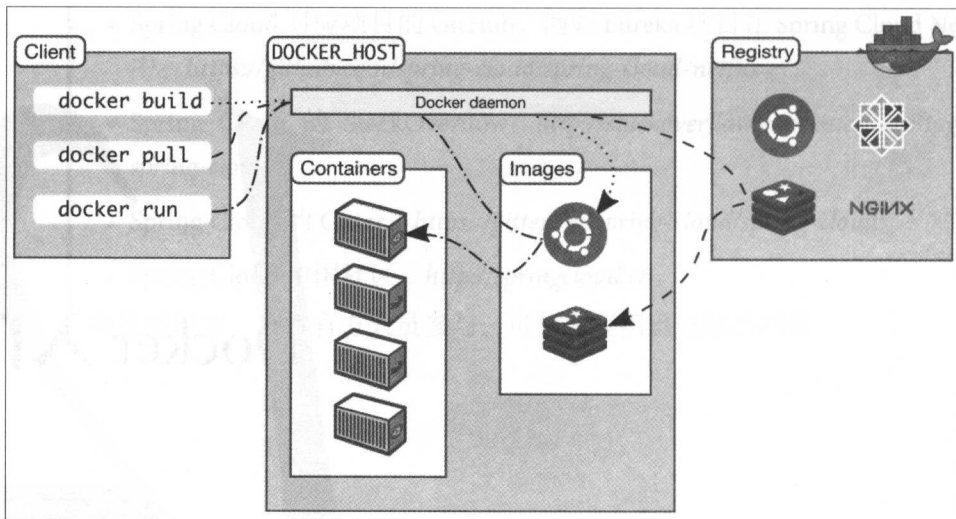 Client
docker build
docker pull
docker run
DOCKER_HOST
Docker daemon
Containers
Images
Registry
NGINX